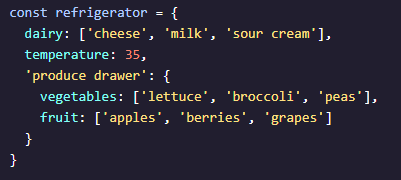 const refrigerator = {
  dairy: ['cheese', 'milk', 'sour cream'],
  temperature: 35,
  'produce drawer': {
    vegetables: ['lettuce', 'broccoli', 'peas'],
    fruit: ['apples', 'berries', 'grapes']
  }
}